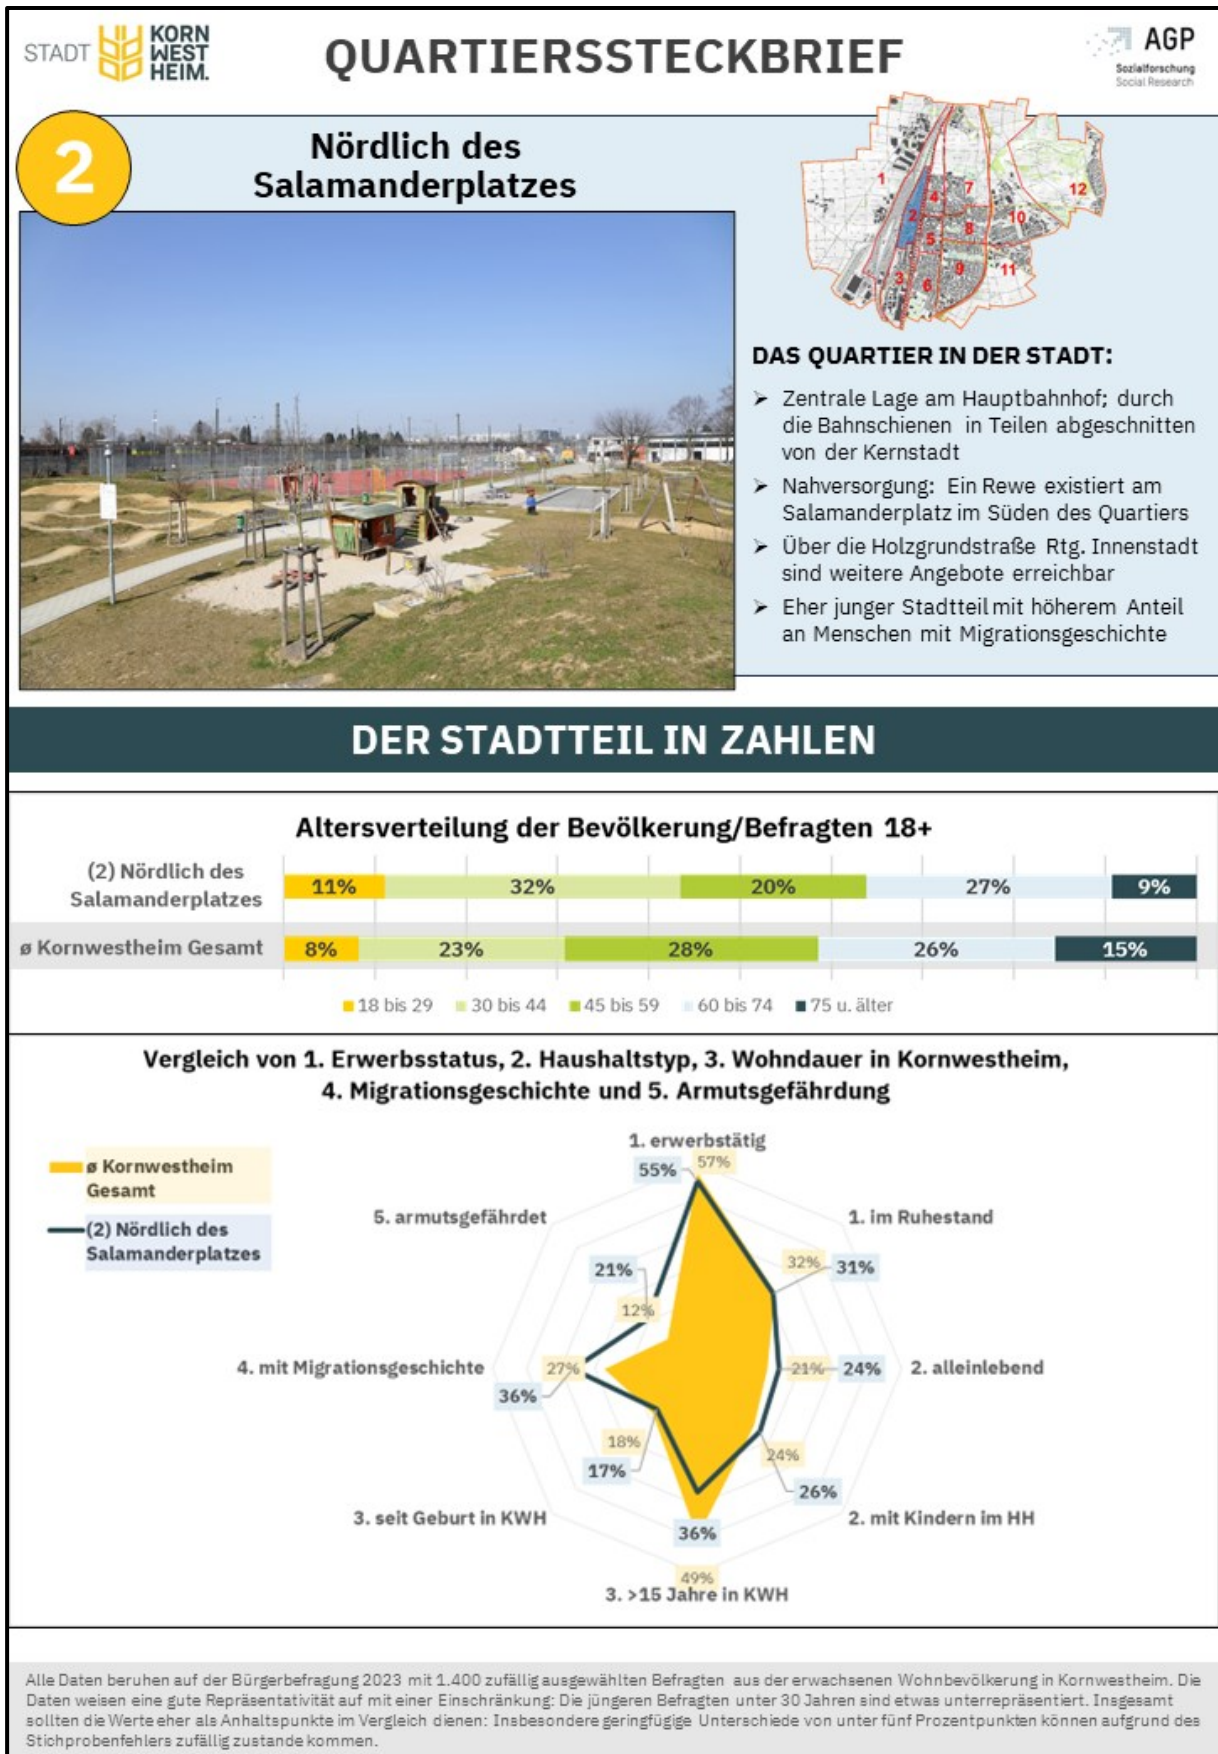 STADT KORN WEST HEIM.
QUARTIERSSTECKBRIEF
AGP
Sozialforschung
Social Research
2
Nördlich des
Salamanderplatzes
1
2
3
4
5
6
7
8
9
10
11
12
DAS QUARTIER IN DER STADT:
➢ Zentrale Lage am Hauptbahnhof; durch
die Bahnschienen in Teilen abgeschnitten
von der Kernstadt
➢ Nahversorgung: Ein Rewe existiert am
Salamanderplatz im Süden des Quartiers
➢ Über die Holzgrundstraße Rtg. Innenstadt
sind weitere Angebote erreichbar
➢ Eher junger Stadtteil mit höherem Anteil
an Menschen mit Migrationsgeschichte
DER STADTTEIL IN ZAHLEN
Altersverteilung der Bevölkerung/Befragten 18+
(2) Nördlich des
Salamanderplatzes
11% 32% 20% 27% 9%
ø Kornwestheim Gesamt 8% 23% 28% 26% 15%
18 bis 29 30 bis 44 45 bis 59 60 bis 74 75 u. älter
Vergleich von 1. Erwerbsstatus, 2. Haushaltstyp, 3. Wohndauer in Kornwestheim,
4. Migrationsgeschichte und 5. Armutsgefährdung
ø Kornwestheim
Gesamt
(2) Nördlich des
Salamanderplatzes
1. erwerbstätig
55% 57%
5. armutsgefährdet
1. im Ruhestand
21%
32% 31%
12%
4. mit Migrationsgeschichte
27%
21% 24%
2. alleinlebend
36%
18%
24%
17%
26%
3. seit Geburt in KWH
2. mit Kindern im HH
36%
49%
3. >15 Jahre in KWH
Alle Daten beruhen auf der Bürgerbefragung 2023 mit 1.400 zufällig ausgewählten Befragten aus der erwachsenen Wohnbevölkerung in Kornwestheim. Die
Daten weisen eine gute Repräsentativität auf mit einer Einschränkung: Die jüngeren Befragten unter 30 Jahren sind etwas unterrepräsentiert. Insgesamt
sollten die Werte eher als Anhaltspunkte im Vergleich dienen: Insbesondere geringfügige Unterschiede von unter fünf Prozentpunkten können aufgrund des
Stichprobenfehlers zufällig zustande kommen.